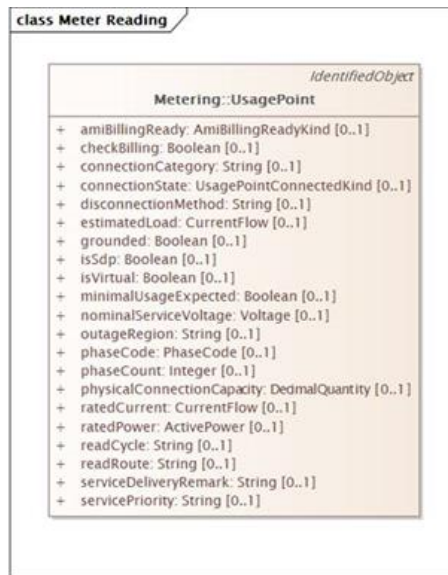 class Meter Reading
IdentifiedObject
Metering::UsagePoint
+ amiBillingReady: AmiBillingReadyKind [0..1]
+ checkBilling: Boolean [0..1]
+ connectionCategory: String [0..1]
+ connectionState: UsagePointConnectedKind [0..1]
+ disconnectionMethod: String [0..1]
+ estimatedLoad: CurrentFlow [0..1]
+ grounded: Boolean [0..1]
+ isSdp: Boolean [0..1]
+ isVirtual: Boolean [0..1]
+ minimalUsageExpected: Boolean [0..1]
+ nominalServiceVoltage: Voltage [0..1]
+ outageRegion: String [0..1]
+ phaseCode: PhaseCode [0..1]
+ phaseCount: Integer [0..1]
+ physicalConnectionCapacity: DecimalQuantity [0..1]
+ ratedCurrent: CurrentFlow [0..1]
+ ratedPower: ActivePower [0..1]
+ readCycle: String [0..1]
+ readRoute: String [0..1]
+ serviceDeliveryRemark: String [0..1]
+ servicePriority: String [0..1]